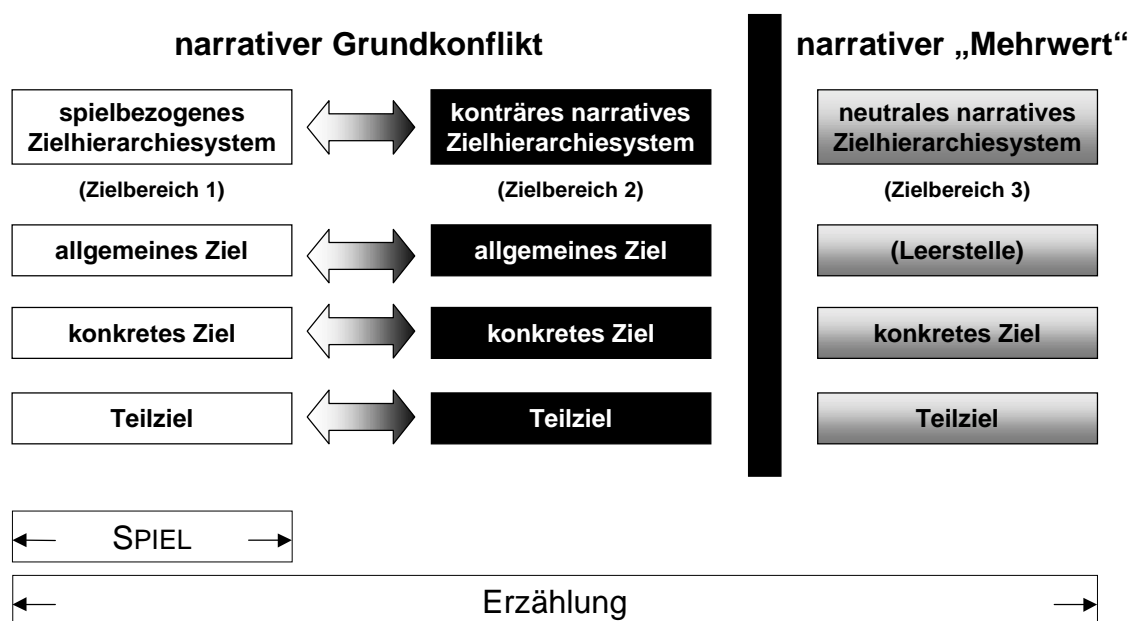 narrativer Grundkonflikt
narrativer „Mehrwert“
spielbezogenes
Zielhierarchiesystem
konträres narratives
Zielhierarchiesystem
neutrales narratives
Zielhierarchiesystem
(Zielbereich 1)
(Zielbereich 2)
(Zielbereich 3)
allgemeines Ziel
allgemeines Ziel
(Leerstelle)
konkretes Ziel
konkretes Ziel
konkretes Ziel
Teilziel
Teilziel
Teilziel
SPIEL
Erzählung